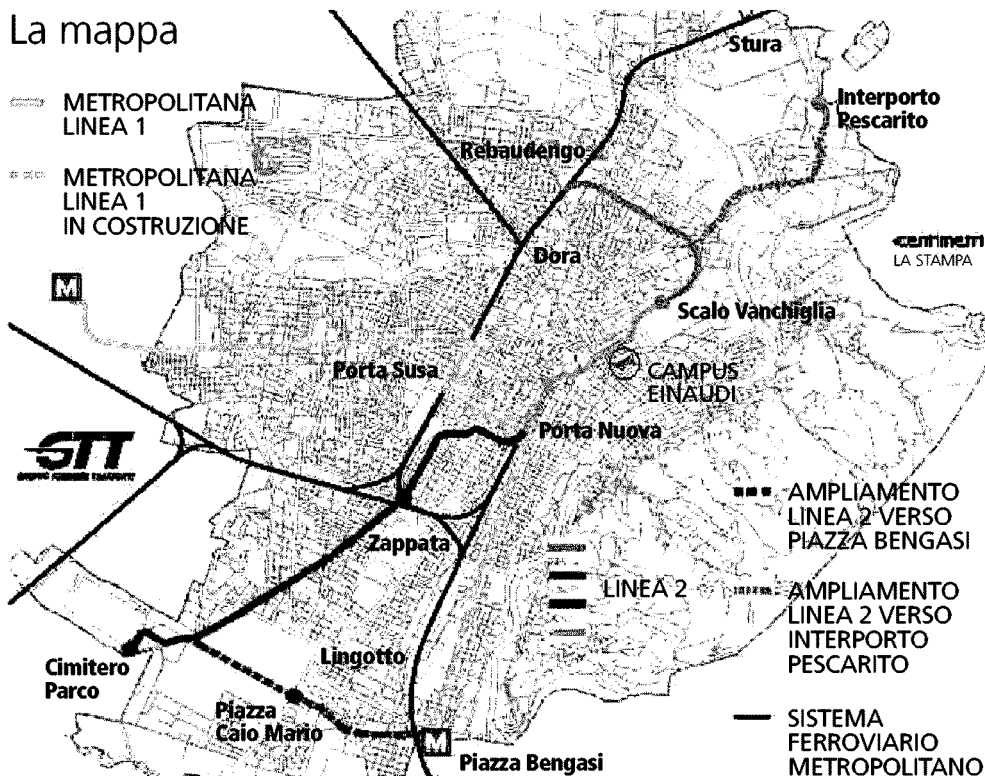 La mappa
METROPOLITANA
LINEA 1
METROPOLITANA
LINEA 1
IN COSTRUZIONE
M
Stura
Interporto
Pescarito
Rebaudengo
Dora
centimetri
LA STAMPA
Scalo Vanchiglia
Porta Susa
CAMPUS
EINAUDI
GTT
Porta Nuova
Zappata
AMPLIAMENTO
LINEA 2 VERSO
PIAZZA BENGASI
LINEA 2
AMPLIAMENTO
LINEA 2 VERSO
INTERPORTO
PESCARITO
Cimitero
Parco
Lingotto
Piazza
Caio Mario
M
Piazza Bengasi
SISTEMA
FERROVIARIO
METROPOLITANO